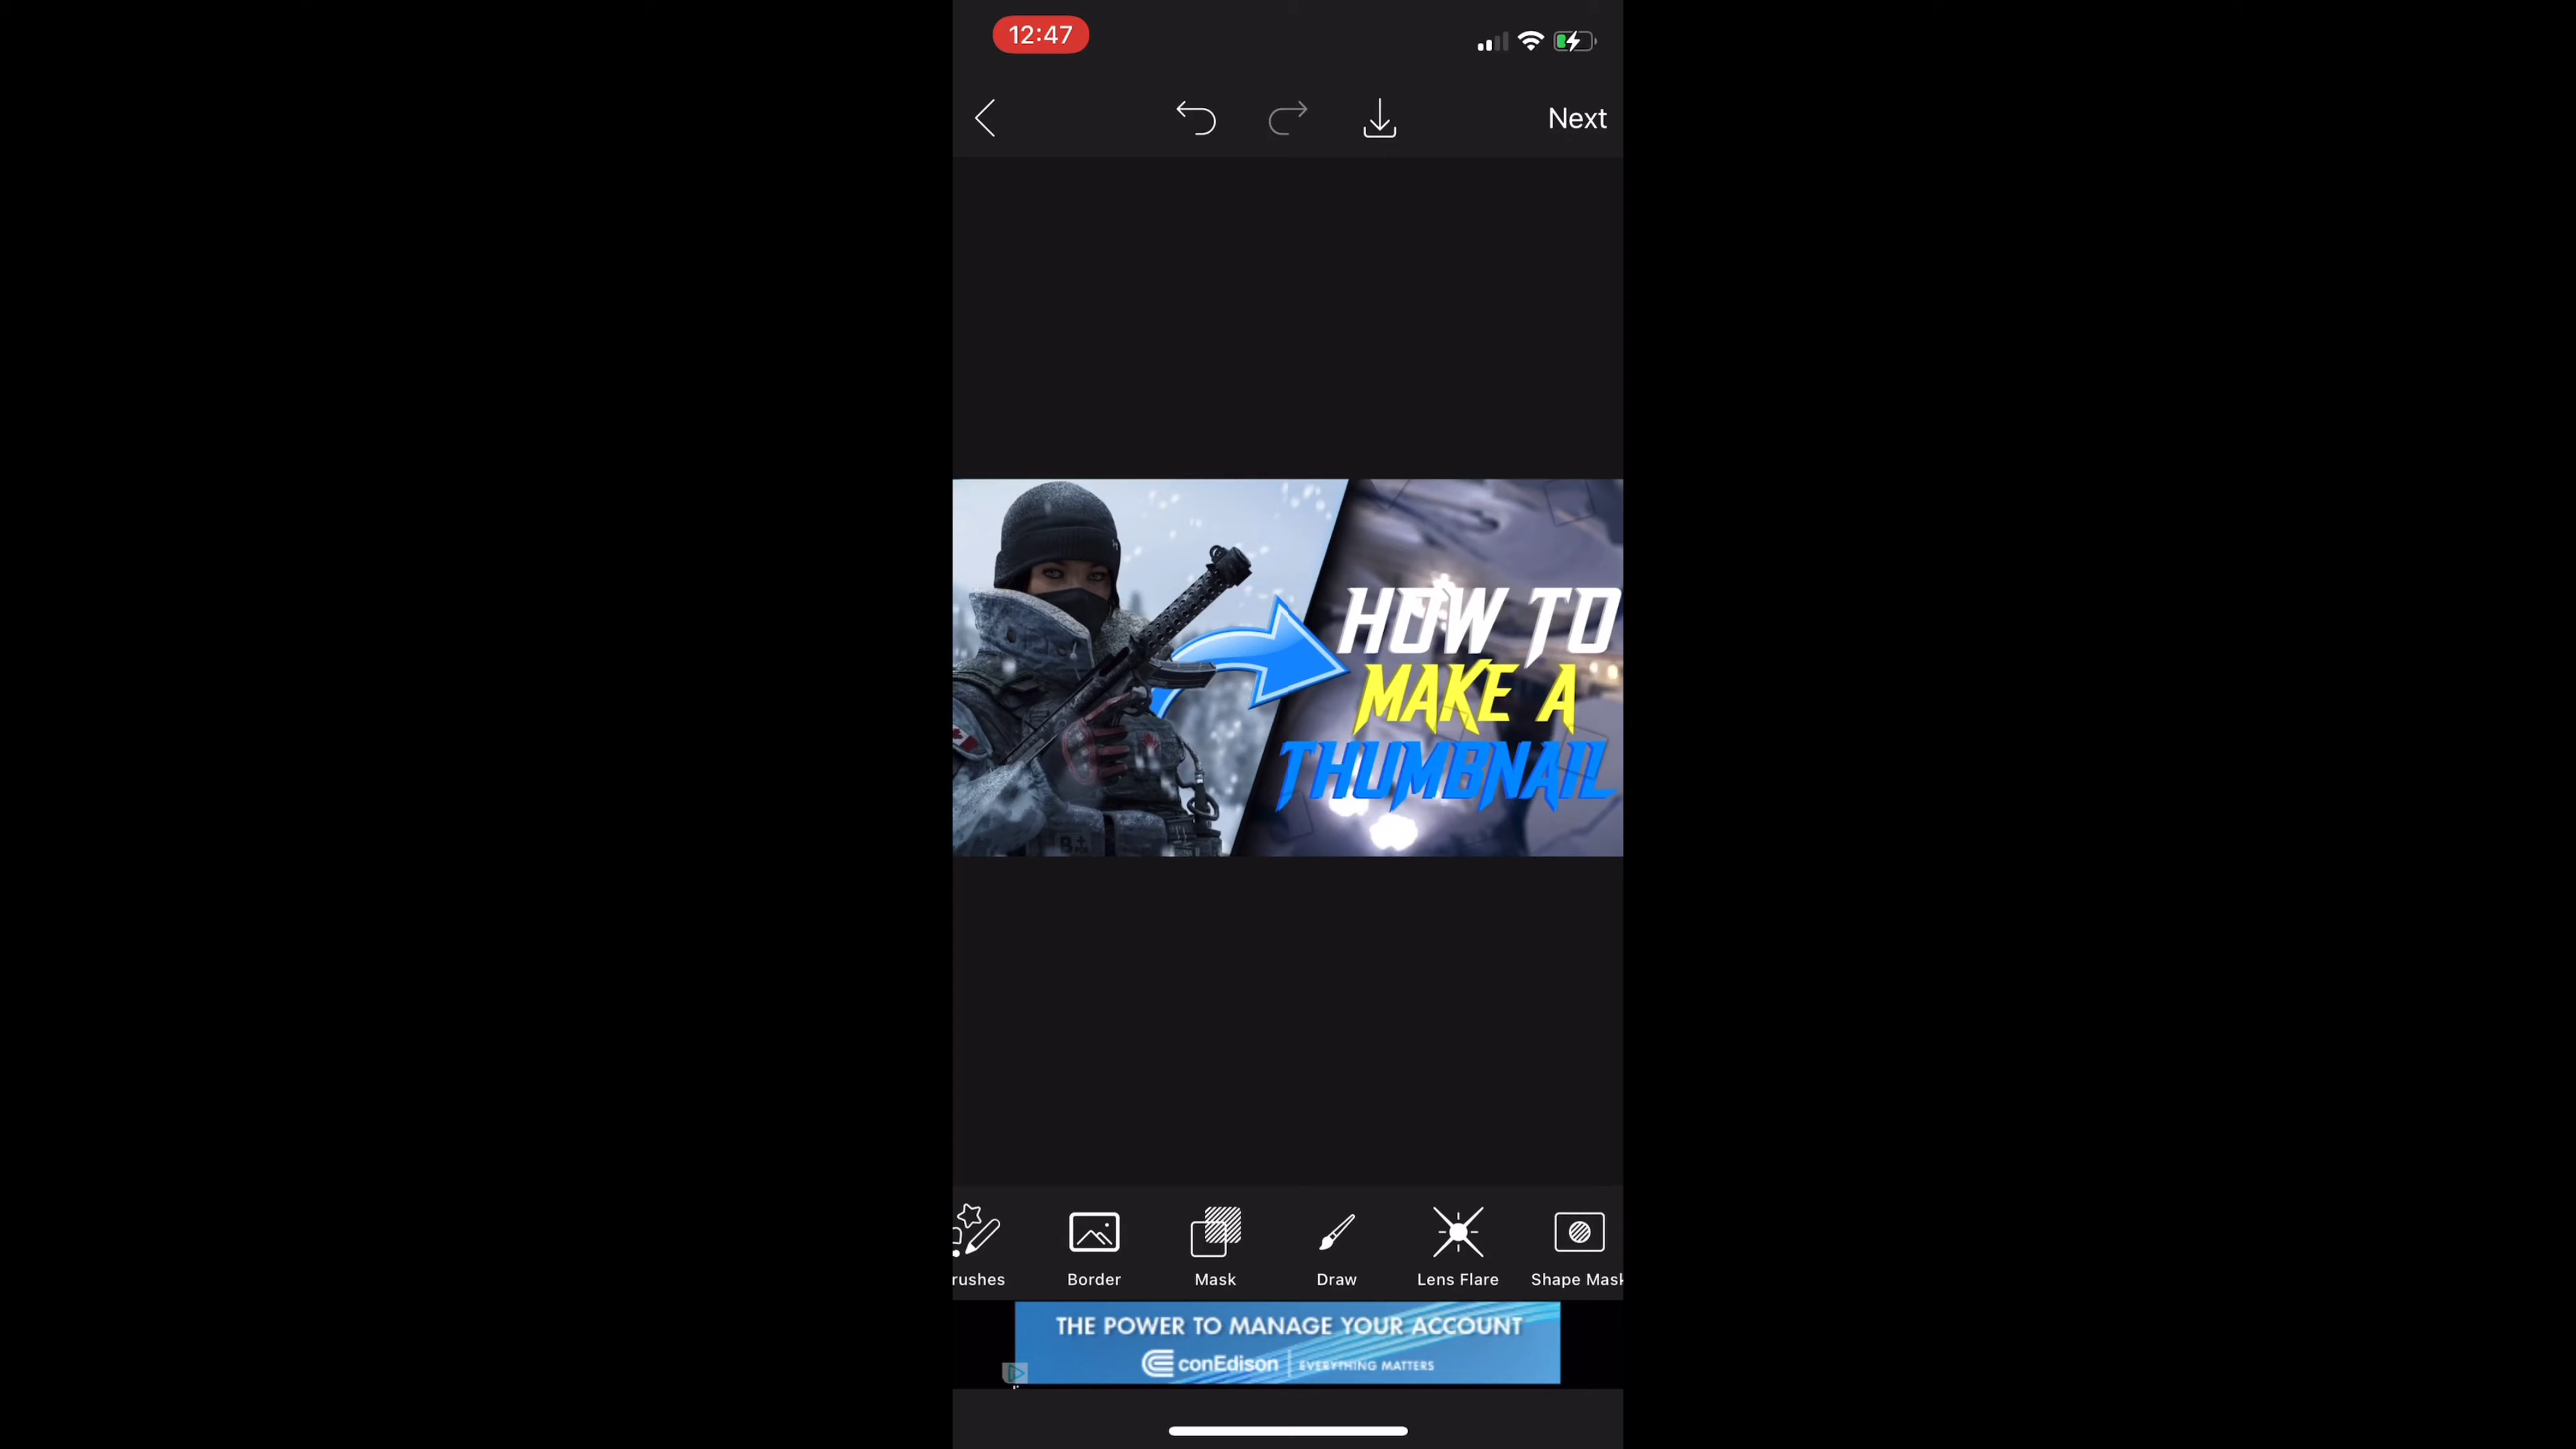 12:47
Next
HOW TO
MAKE A
THUMBNAIL
B+
rushes
Border
Mask
Draw
Lens Flare
Shape Mask
THE POWER TO MANAGE YOUR ACCOUNT
conEdison | EVERYTHING MATTERS